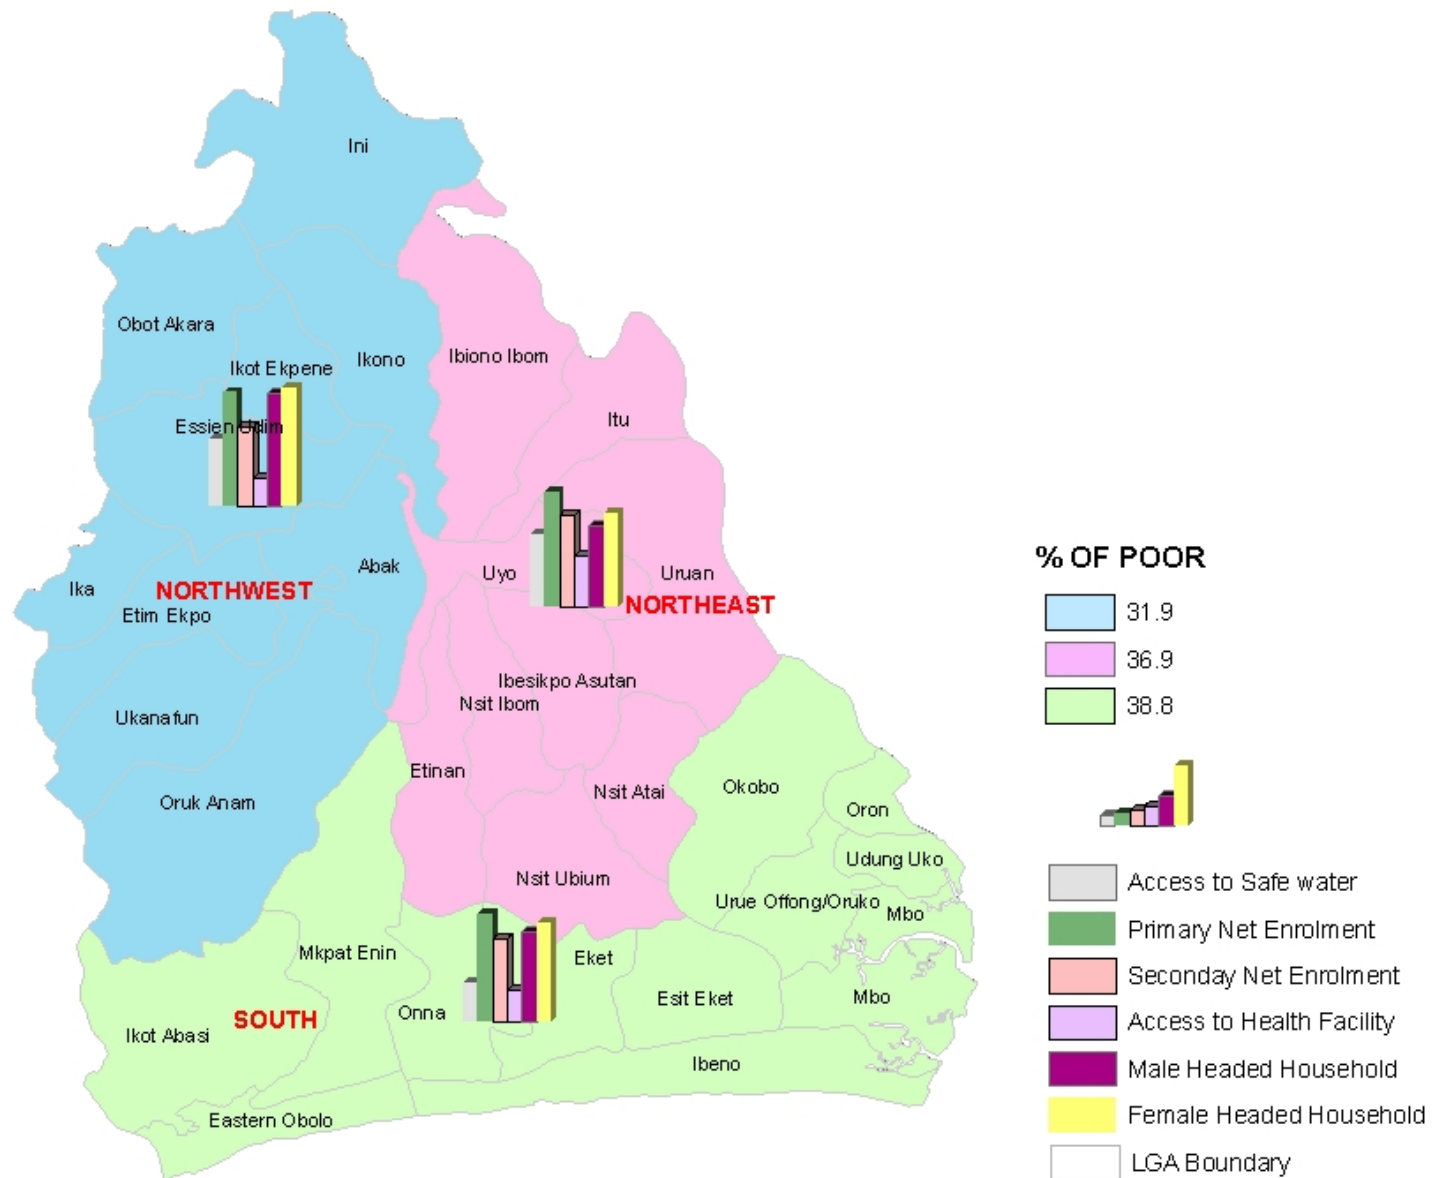 Ini
Obot Akara
Ikot Ekpene
Ikono
Ibiono Ibom
Itu
Essien Udim
Ika
NORTHWEST
Abak
Etim Ekpo
Uyo
Uruan
NORTHEAST
Ukanafun
Ibesikpo Asutan
Nsit Ibom
Oruk Anam
Etinan
Nsit Atai
Okobo
Oron
Udung Uko
Nsit Ubium
Urue Offong/Oruko
Mbo
Mkpat Enin
Eket
Esit Eket
Mbo
Onna
SOUTH
Ikot Abasi
Ibeno
Eastern Obolo
% OF POOR
31.9
36.9
38.8
Access to Safe water
Primary Net Enrolment
Seconday Net Enrolment
Access to Health Facility
Male Headed Household
Female Headed Household
LGA Boundary